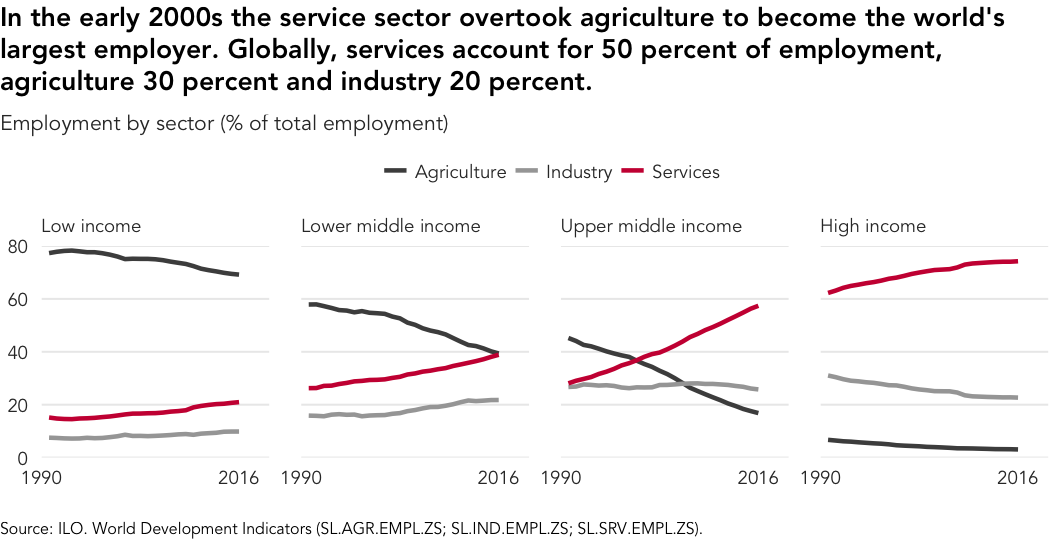 In the early 2000s the service sector overtook agriculture to become the world's
largest employer. Globally, services account for 50 percent of employment,
agriculture 30 percent and industry 20 percent.
Employment by sector (% of total employment)
Agriculture Industry Services
Low income Lower middle income Upper middle income High income
80
60
40
20
0
1990 2016 1990 2016 1990 2016 1990 2016
Source: ILO. World Development Indicators (SL.AGR.EMPL.ZS; SL.IND.EMPL.ZS; SL.SRV.EMPL.ZS).